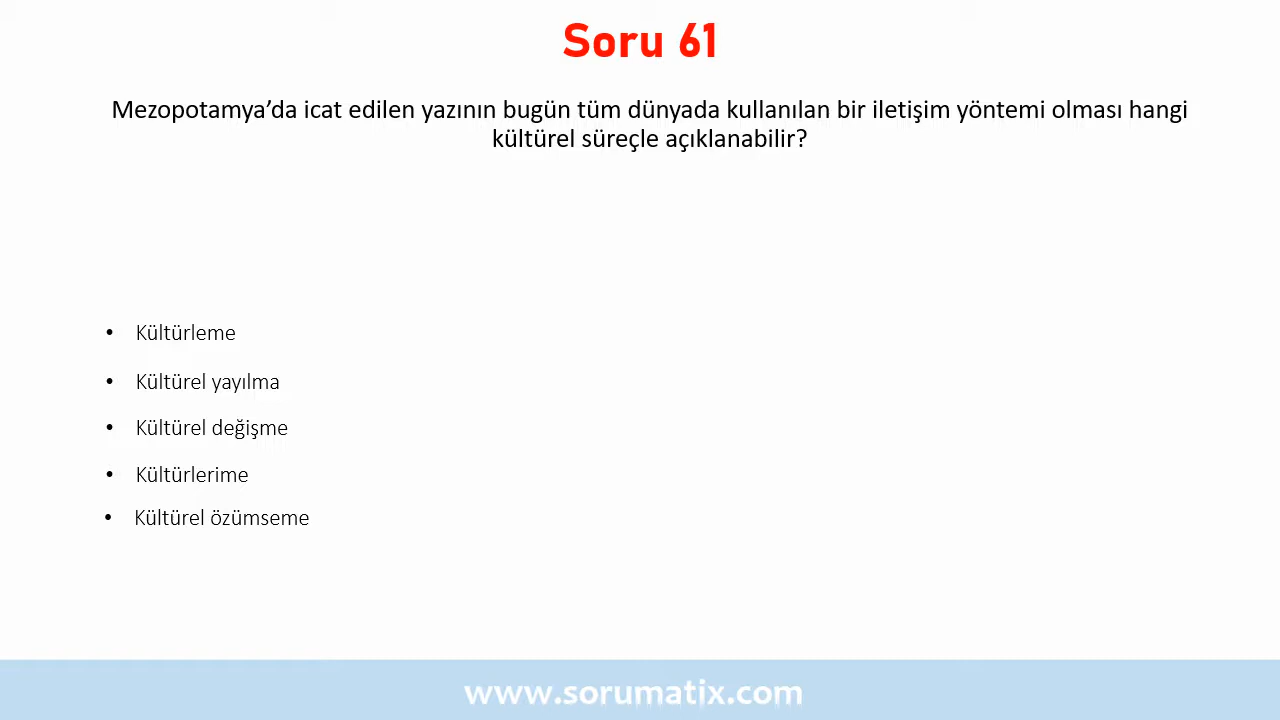 Soru 61
Mezopotamya’da icat edilen yazının bugün tüm dünyada kullanılan bir iletişim yöntemi olması hangi
kültürel süreçle açıklanabilir?
• Kültürleme
• Kültürel yayılma
• Kültürel değişme
• Kültürlerime
• Kültürel özümseme
www.sorumatix.com